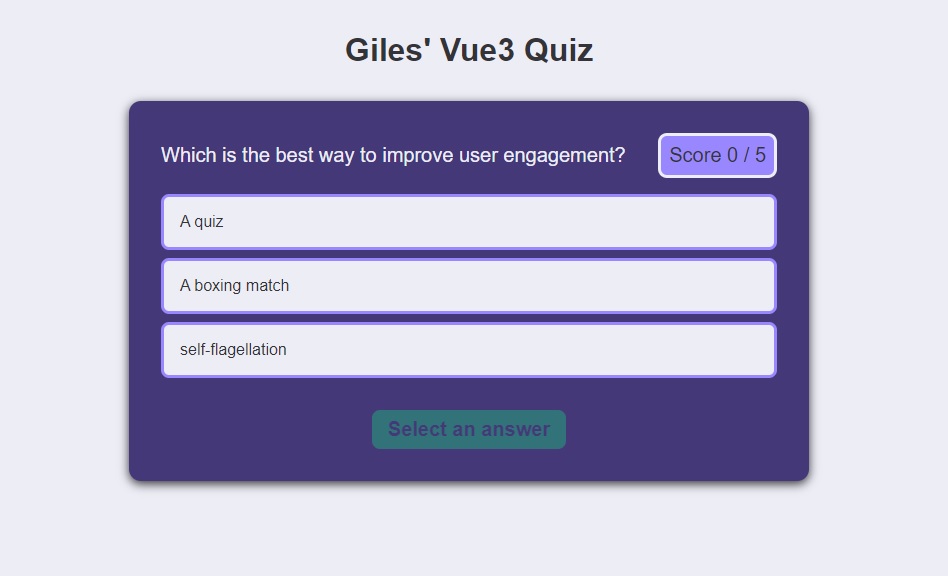 Giles' Vue3 Quiz
Which is the best way to improve user engagement?
Score 0 / 5
A quiz
A boxing match
self-flagellation
Select an answer